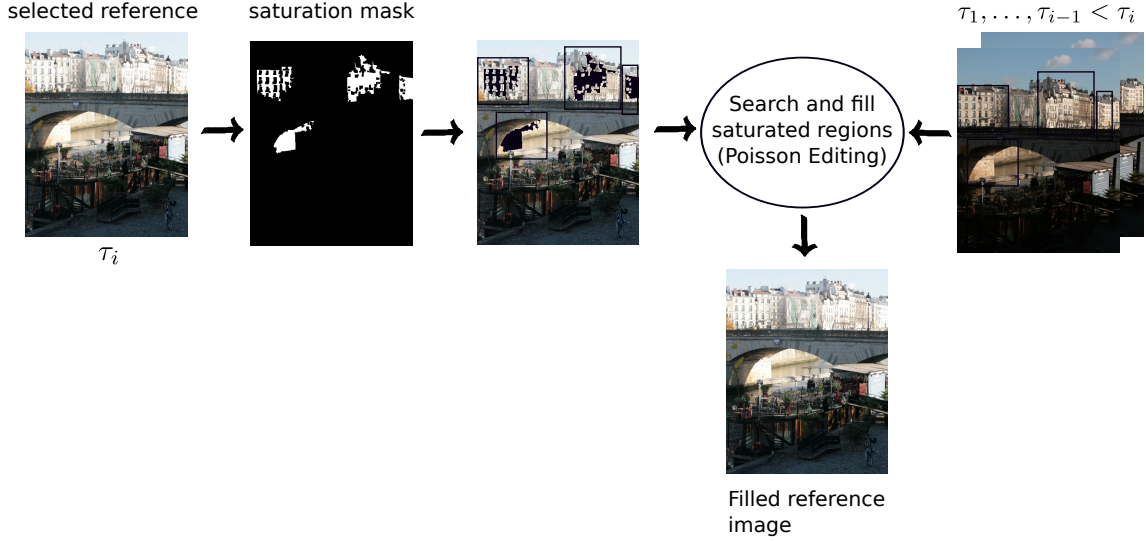 selected reference
saturation mask
τ₁, …, τᵢ₋₁ < τᵢ
Search and fill
saturated regions
(Poisson Editing)
τᵢ
Filled reference
image